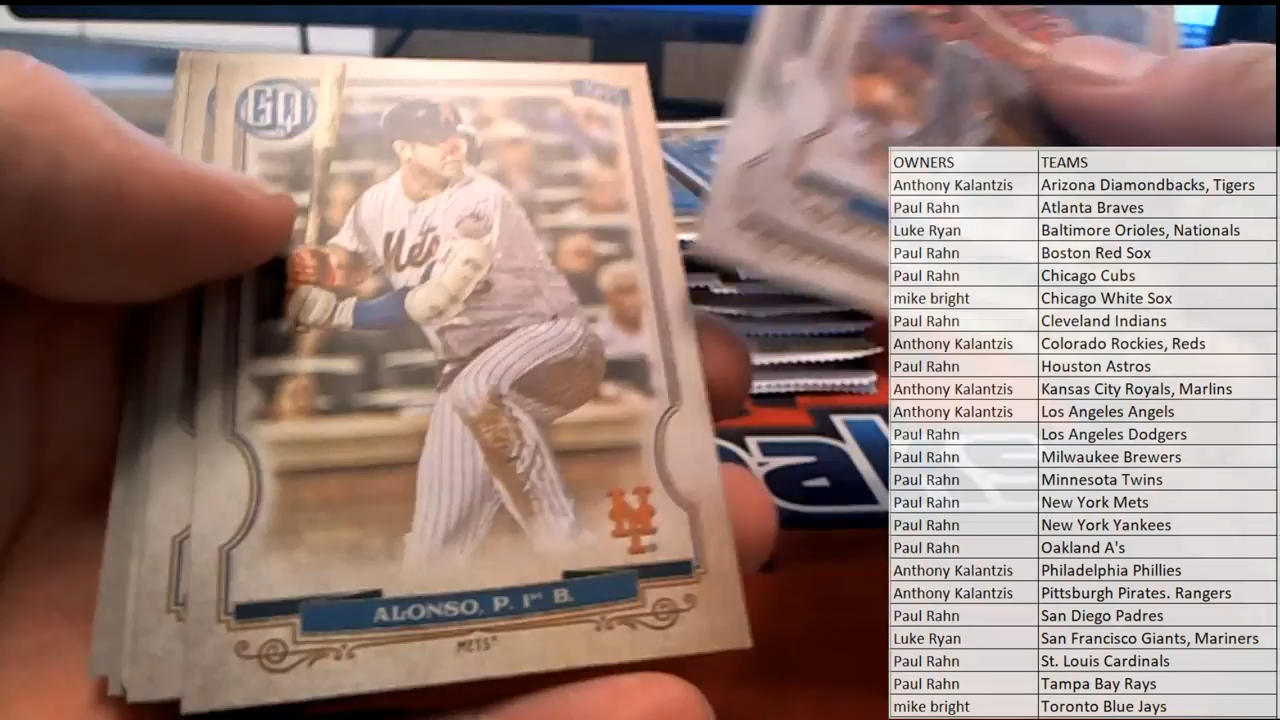 GQ
Mets
NY
ALONSO, P. 1st B.
METS
OWNERS TEAMS
Anthony Kalantzis Arizona Diamondbacks, Tigers
Paul Rahn Atlanta Braves
Luke Ryan Baltimore Orioles, Nationals
Paul Rahn Boston Red Sox
Paul Rahn Chicago Cubs
mike bright Chicago White Sox
Paul Rahn Cleveland Indians
Anthony Kalantzis Colorado Rockies, Reds
Paul Rahn Houston Astros
Anthony Kalantzis Kansas City Royals, Marlins
Anthony Kalantzis Los Angeles Angels
Paul Rahn Los Angeles Dodgers
Paul Rahn Milwaukee Brewers
Paul Rahn Minnesota Twins
Paul Rahn New York Mets
Paul Rahn New York Yankees
Paul Rahn Oakland A's
Anthony Kalantzis Philadelphia Phillies
Anthony Kalantzis Pittsburgh Pirates. Rangers
Paul Rahn San Diego Padres
Luke Ryan San Francisco Giants, Mariners
Paul Rahn St. Louis Cardinals
Paul Rahn Tampa Bay Rays
mike bright Toronto Blue Jays